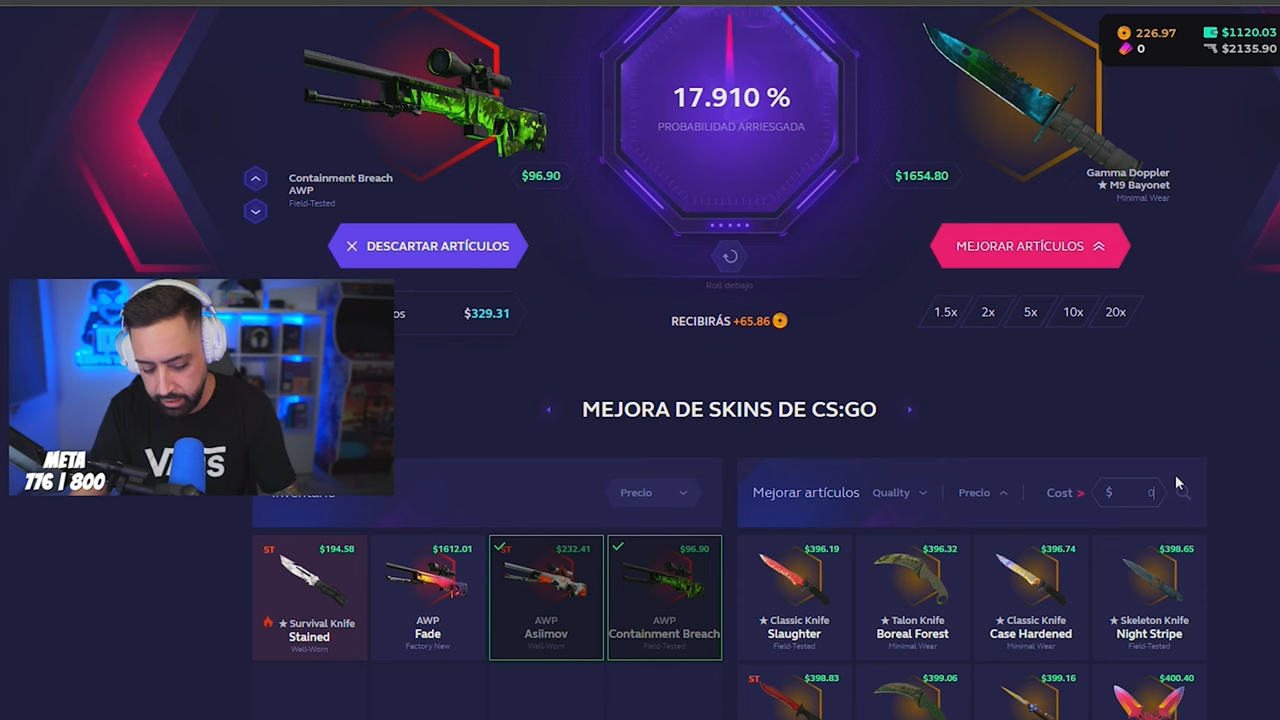 226.97
$1120.03
0
$2135.90
17.910 %
PROBABILIDAD ARRIESGADA
Containment Breach
AWP
Field-Tested
$96.90
$1654.80
Gamma Doppler
★ M9 Bayonet
Minimal Wear
DESCARTAR ARTÍCULOS
MEJORAR ARTÍCULOS
Roll debajo
os
$329.31
RECIBIRÁS +65.86
1.5x
2x
5x
10x
20x
MEJORA DE SKINS DE CS:GO
META
776 | 800
Precio
Mejorar artículos
Quality
Precio
Cost >
$ 0
ST
$194.58
★ Survival Knife
Stained
Well-Worn
$1612.01
AWP
Fade
Factory New
ST
$232.41
AWP
Asiimov
Well-Worn
$96.90
AWP
Containment Breach
Field-Tested
$396.19
★ Classic Knife
Slaughter
Field-Tested
$396.32
★ Talon Knife
Boreal Forest
Minimal Wear
$396.74
★ Classic Knife
Case Hardened
Minimal Wear
$398.65
★ Skeleton Knife
Night Stripe
Field-Tested
ST
$398.83
$399.06
$399.16
$400.40